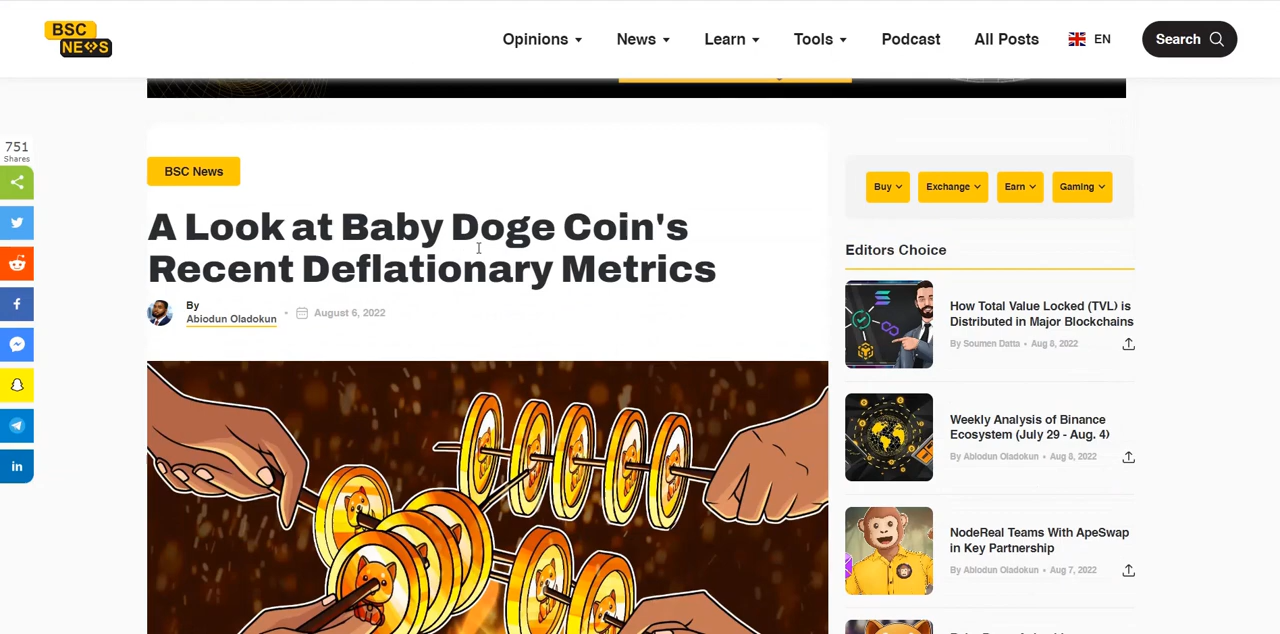 BSC
NEWS
Opinions
News
Learn
Tools
Podcast
All Posts
EN
Search
751
Shares
BSC News
A Look at Baby Doge Coin's
Recent Deflationary Metrics
By
Abiodun Oladokun
August 6, 2022
Buy
Exchange
Earn
Gaming
Editors Choice
How Total Value Locked (TVL) is
Distributed in Major Blockchains
By Soumen Datta • Aug 8, 2022
Weekly Analysis of Binance
Ecosystem (July 29 - Aug. 4)
By Abiodun Oladokun • Aug 8, 2022
NodeReal Teams With ApeSwap
in Key Partnership
By Abiodun Oladokun • Aug 7, 2022